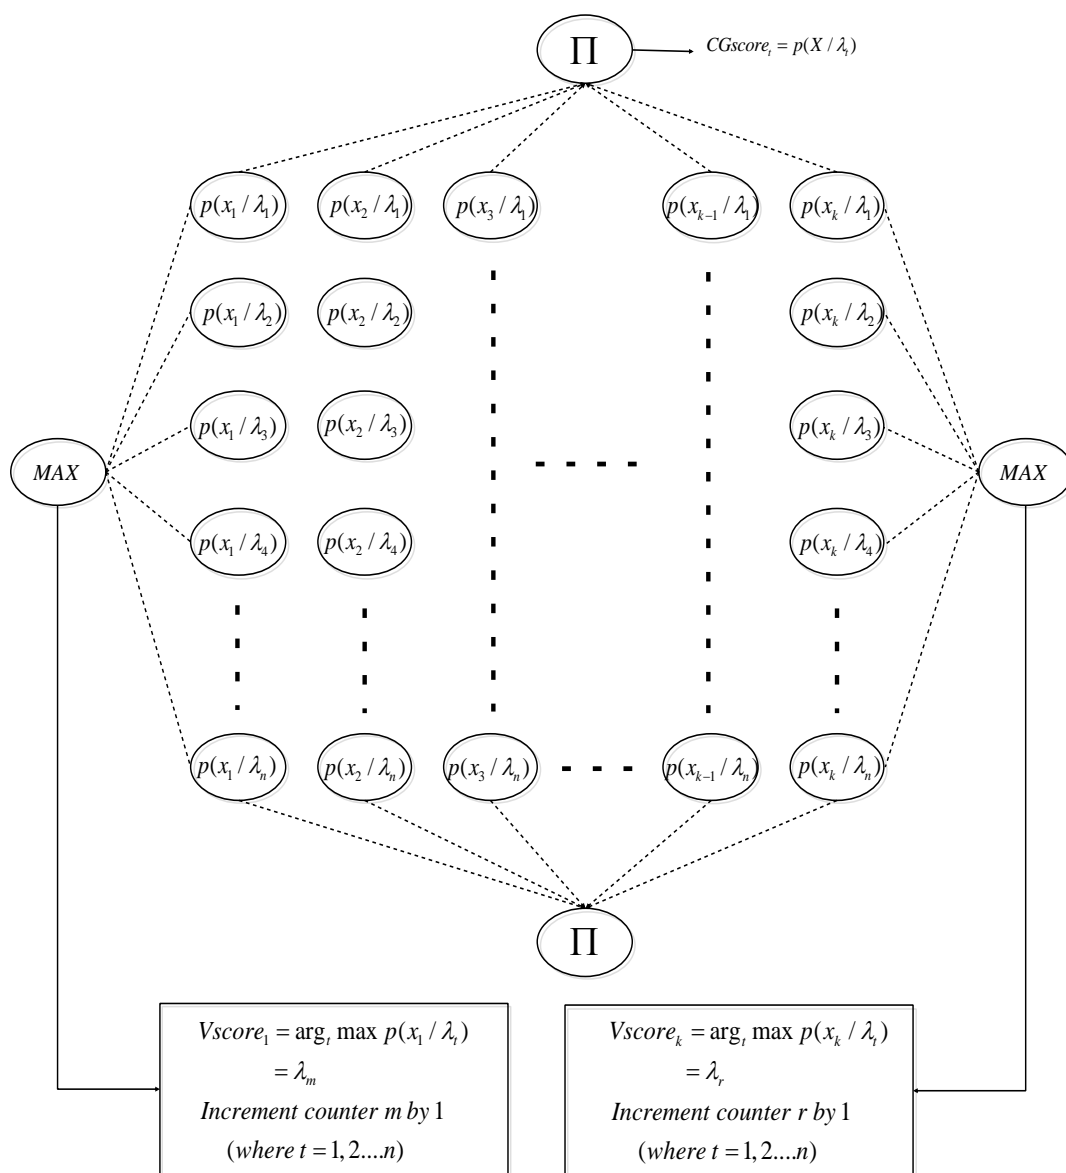 Π
CGscore_t = p(X / λ_t)
p(x_1 / λ_1) p(x_2 / λ_1) p(x_3 / λ_1) p(x_{k-1} / λ_1) p(x_k / λ_1)
p(x_1 / λ_2) p(x_2 / λ_2) p(x_k / λ_2)
p(x_1 / λ_3) p(x_2 / λ_3) p(x_k / λ_3)
MAX MAX
p(x_1 / λ_4) p(x_2 / λ_4) p(x_k / λ_4)
p(x_1 / λ_n) p(x_2 / λ_n) p(x_3 / λ_n) p(x_{k-1} / λ_n) p(x_k / λ_n)
Π
Vscore_1 = arg_t max p(x_1 / λ_t)
= λ_m
Increment counter m by 1
(where t = 1, 2....n)
Vscore_k = arg_t max p(x_k / λ_t)
= λ_r
Increment counter r by 1
(where t = 1, 2....n)